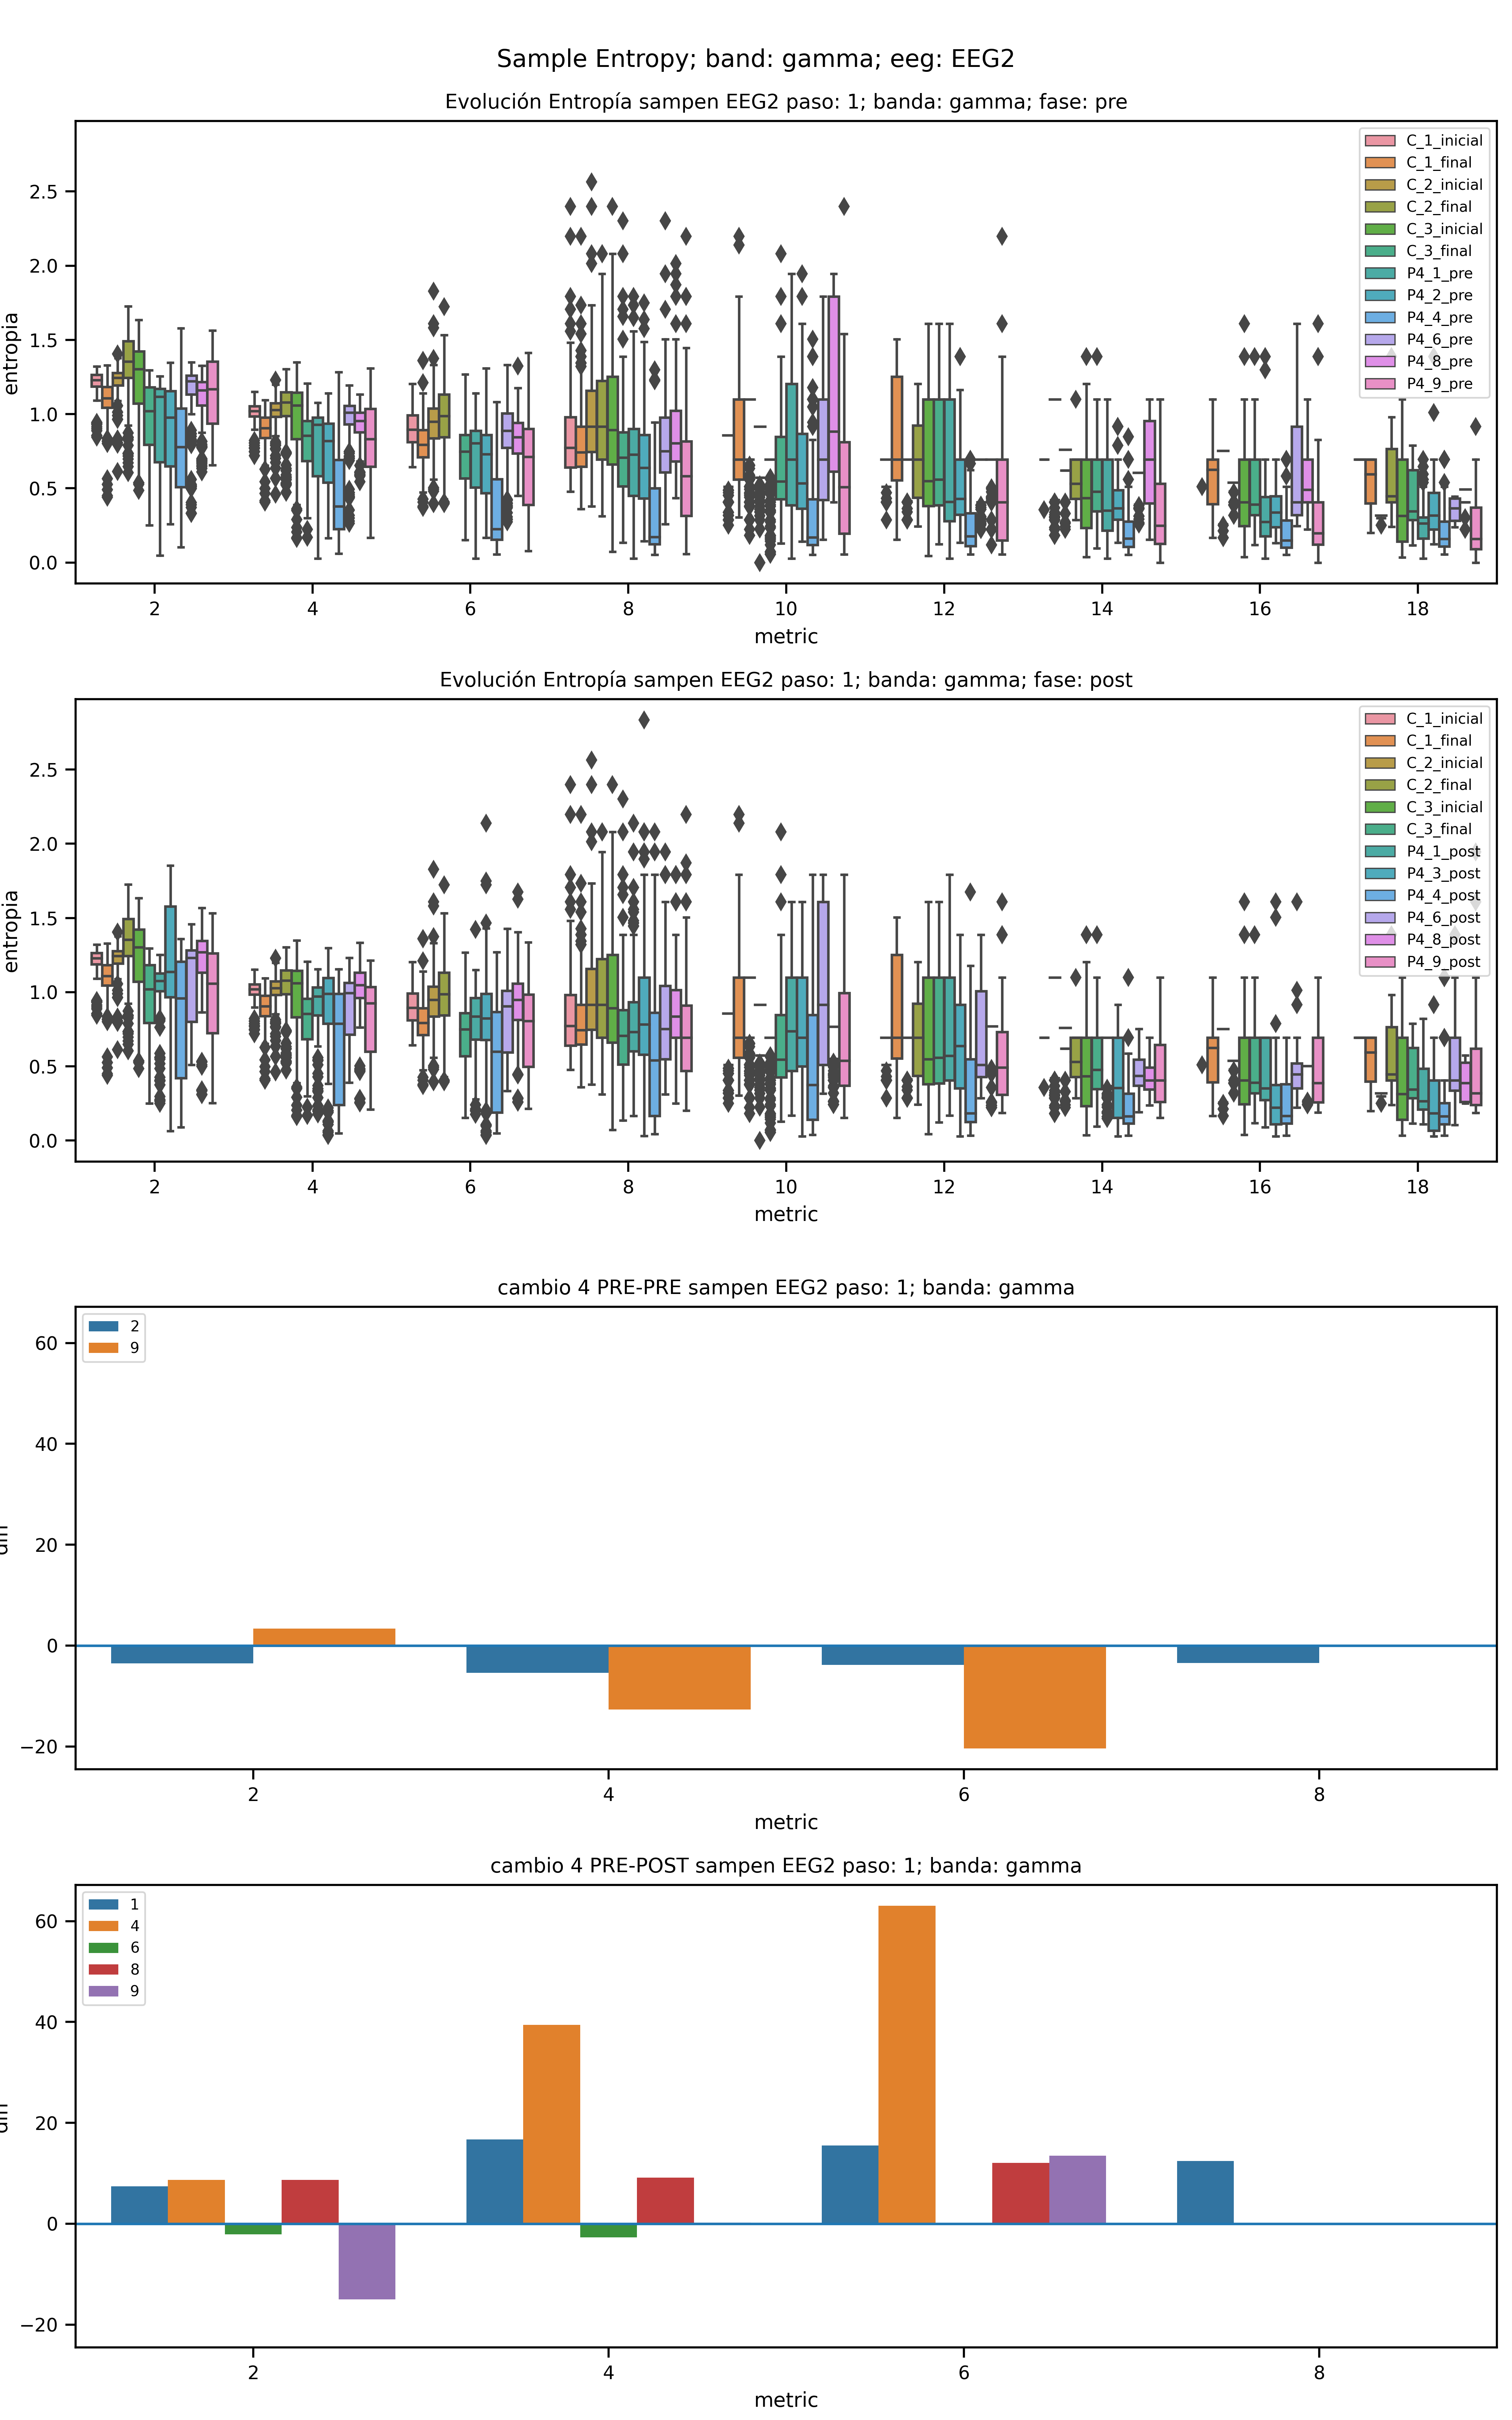 Sample Entropy; band: gamma; eeg: EEG2
Evolución Entropía sampen EEG2 paso: 1; banda: gamma; fase: pre
entropia
2.5
2.0
1.5
1.0
0.5
0.0
C_1_inicial
C_1_final
C_2_inicial
C_2_final
C_3_inicial
C_3_final
P4_1_pre
P4_2_pre
P4_4_pre
P4_6_pre
P4_8_pre
P4_9_pre
2 4 6 8 10 12 14 16 18
metric
Evolución Entropía sampen EEG2 paso: 1; banda: gamma; fase: post
entropia
2.5
2.0
1.5
1.0
0.5
0.0
C_1_inicial
C_1_final
C_2_inicial
C_2_final
C_3_inicial
C_3_final
P4_1_post
P4_3_post
P4_4_post
P4_6_post
P4_8_post
P4_9_post
2 4 6 8 10 12 14 16 18
metric
cambio 4 PRE-PRE sampen EEG2 paso: 1; banda: gamma
2
9
60
40
20
0
−20
2 4 6 8
metric
cambio 4 PRE-POST sampen EEG2 paso: 1; banda: gamma
1
4
6
8
9
60
40
20
0
−20
2 4 6 8
metric